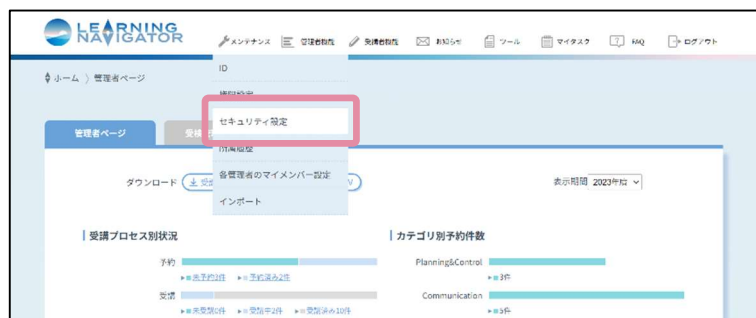 LEARNING NAVIGATOR
メンテナンス 管理者機能 受講者機能 お知らせ ツール マイタスク FAQ ログアウト
ホーム 〉管理者ページ
ID
権限設定
セキュリティ設定
所属履歴
各管理者のマイメンバー設定
インポート
管理者ページ
ダウンロード
表示期間 2023年度
受講プロセス別状況
予約
▶■未予約3件 ▶■予約済み2件
受講
▶■未受講0件 ▶■受講中2件 ▶■受講済み10件
カテゴリ別予約件数
Planning&Control
▶■3件
Communication
▶■5件